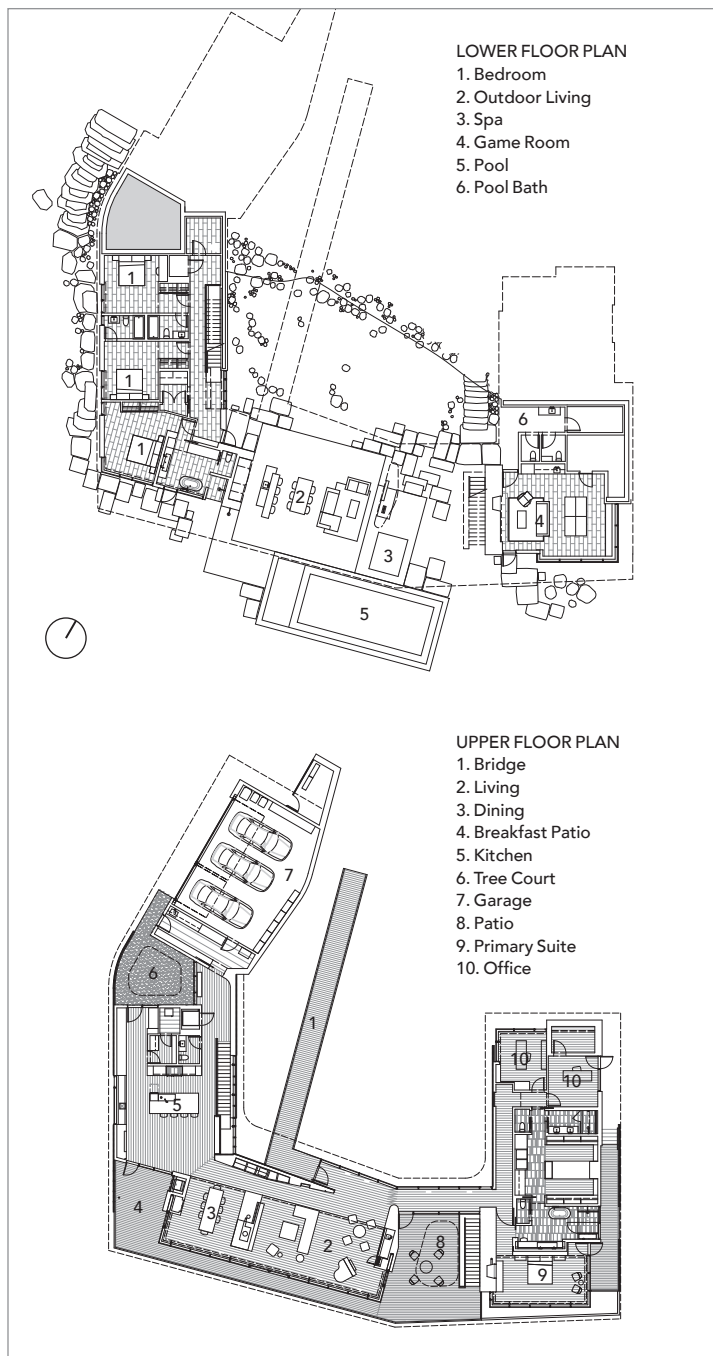 LOWER FLOOR PLAN
1. Bedroom
2. Outdoor Living
3. Spa
4. Game Room
5. Pool
6. Pool Bath
1
1
1
2
3
5
6
4
UPPER FLOOR PLAN
1. Bridge
2. Living
3. Dining
4. Breakfast Patio
5. Kitchen
6. Tree Court
7. Garage
8. Patio
9. Primary Suite
10. Office
7
6
1
5
10
10
4
3
2
8
9